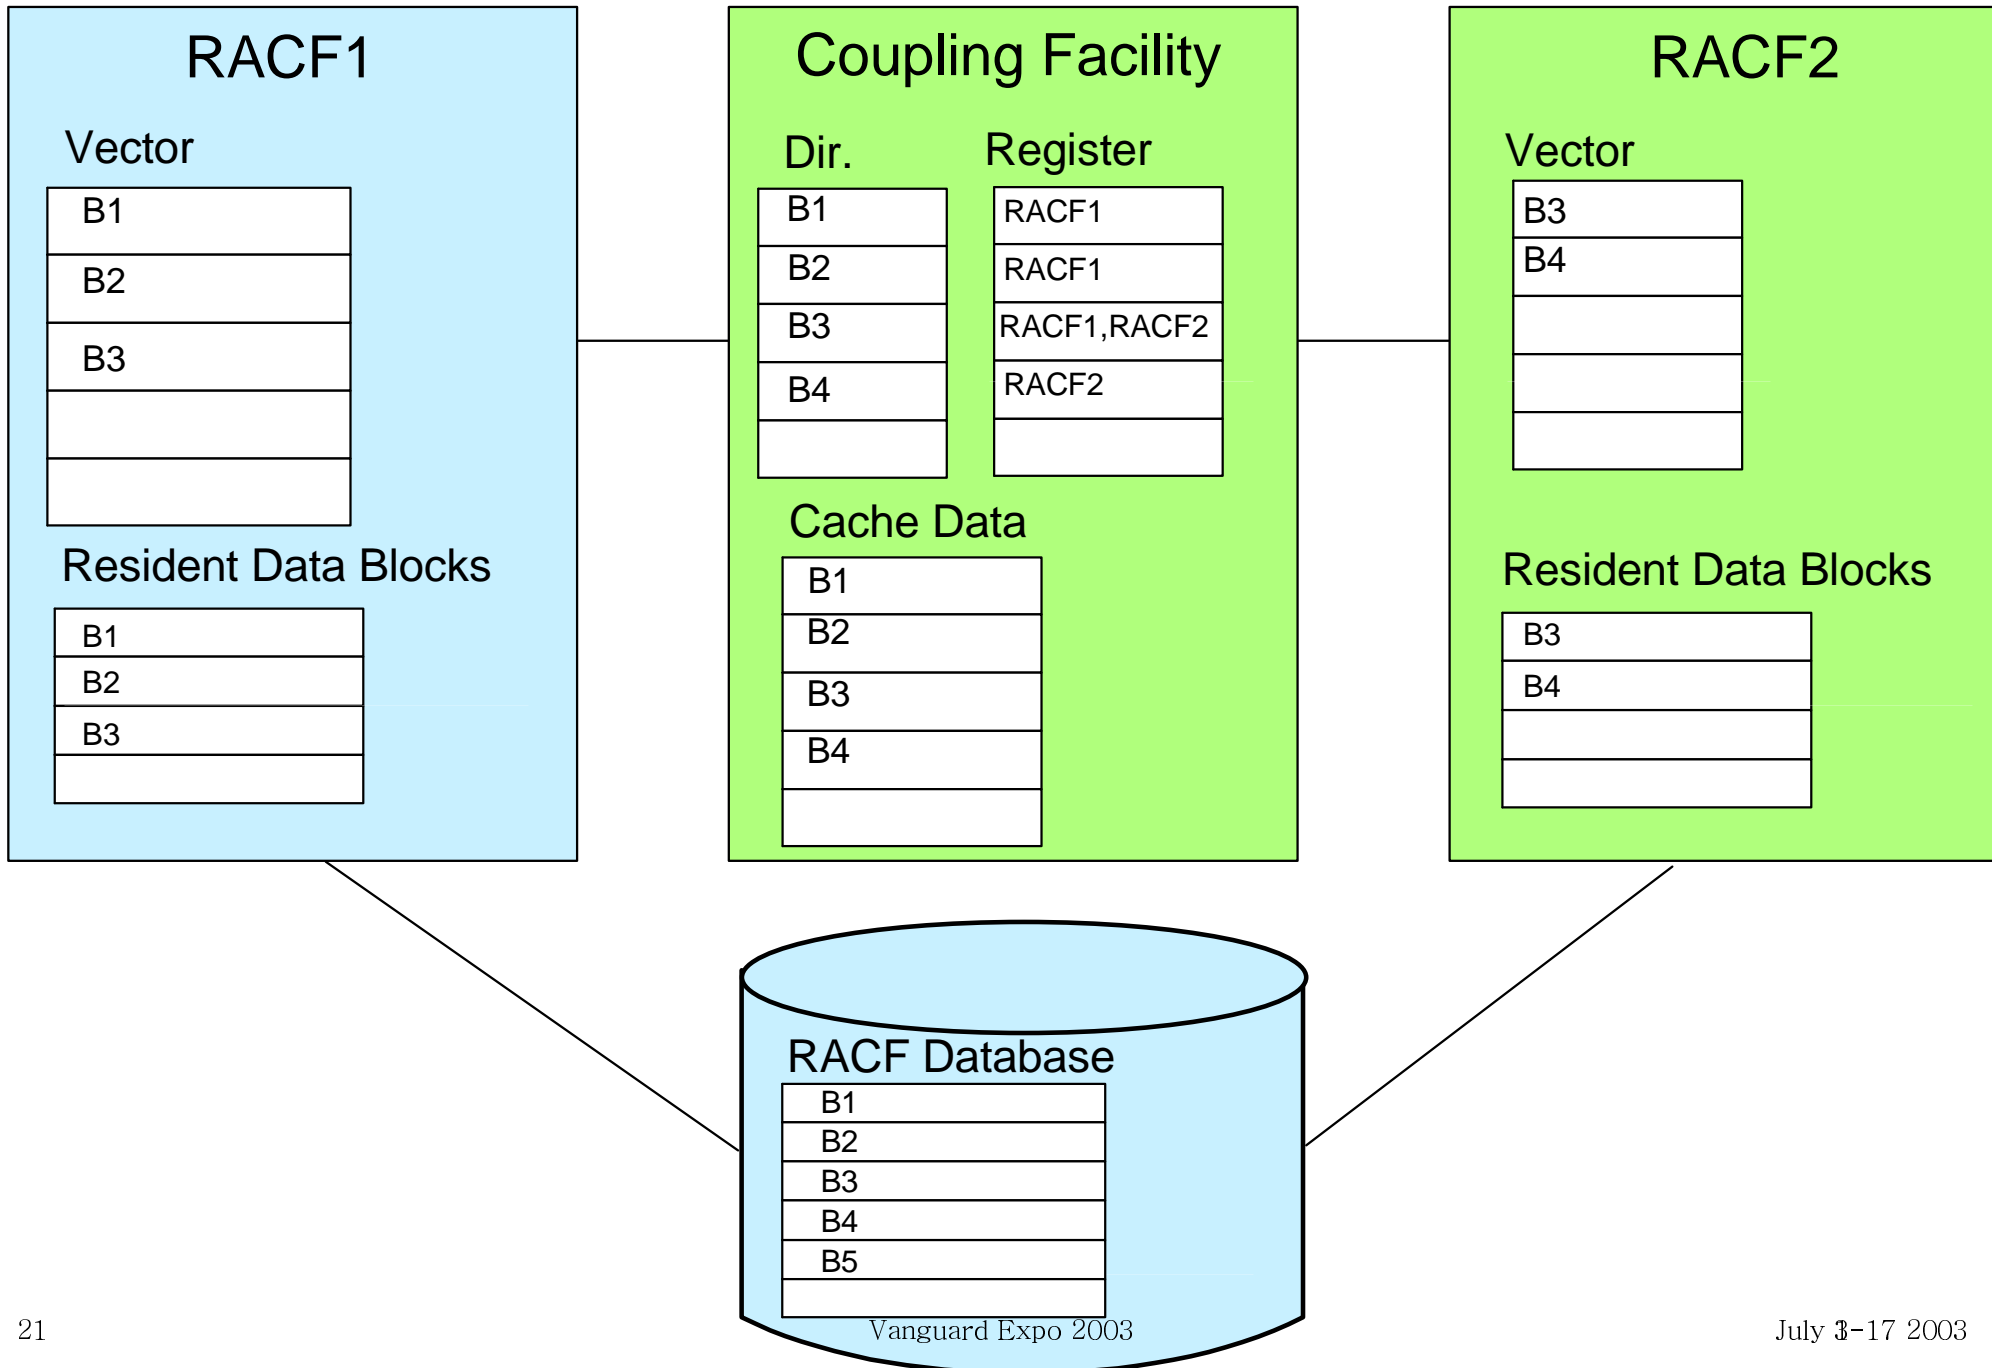 RACF1
Vector
B1
B2
B3
Resident Data Blocks
B1
B2
B3
Coupling Facility
Dir.
B1
B2
B3
B4
Register
RACF1
RACF1
RACF1,RACF2
RACF2
Cache Data
B1
B2
B3
B4
RACF2
Vector
B3
B4
Resident Data Blocks
B3
B4
RACF Database
B1
B2
B3
B4
B5
21
Vanguard Expo 2003
July -17 2003